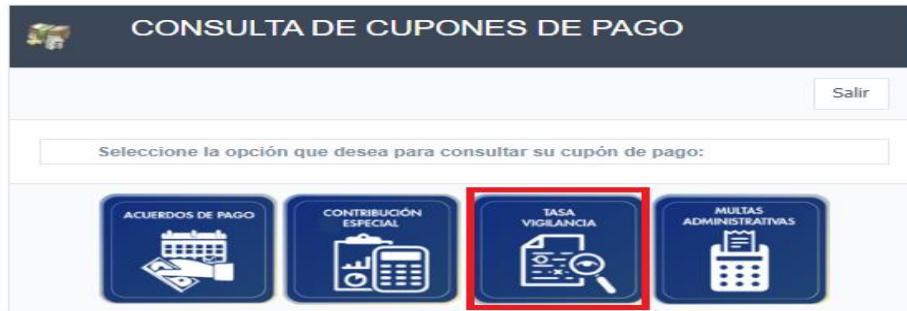 CONSULTA DE CUPONES DE PAGO
Salir
Seleccione la opción que desea para consultar su cupón de pago:
ACUERDOS DE PAGO
CONTRIBUCIÓN
ESPECIAL
TASA
VIGILANCIA
MULTAS
ADMINISTRATIVAS